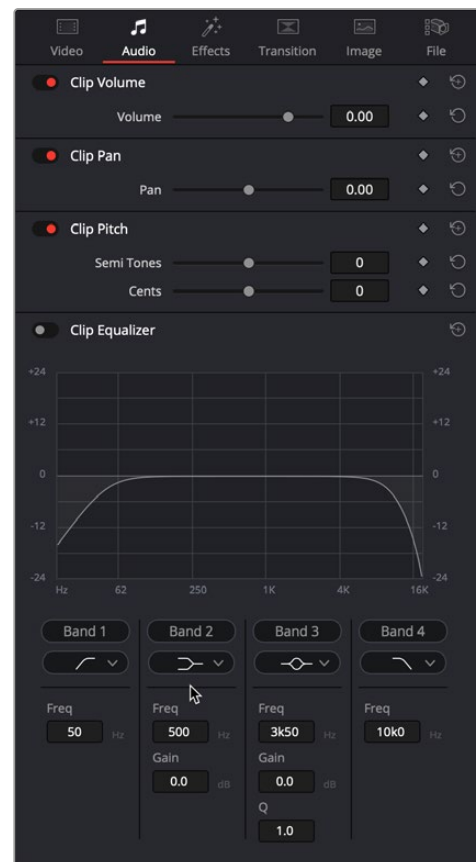 Video Audio Effects Transition Image File
Clip Volume
Volume 0.00
Clip Pan
Pan 0.00
Clip Pitch
Semi Tones 0
Cents 0
Clip Equalizer
+24 +24
+12 +12
0 0
-12 -12
-24 -24
Hz 62 250 1K 4K 16K
Band 1 Band 2 Band 3 Band 4
Freq Freq Freq Freq
50 Hz 500 Hz 3k50 Hz 10k0 Hz
Gain Gain
0.0 dB 0.0 dB
Q
1.0